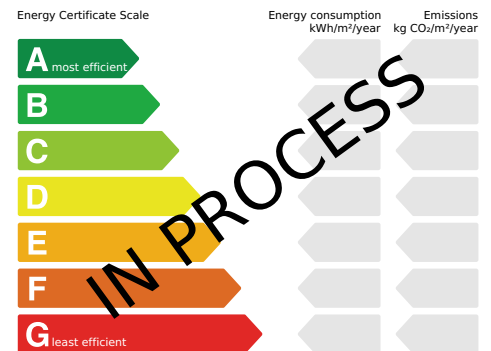 Energy Certificate Scale
Energy consumption
kWh/m²/year
Emissions
kg CO₂/m²/year
A most efficient
B
C
D
E
F
G least efficient
IN PROCESS